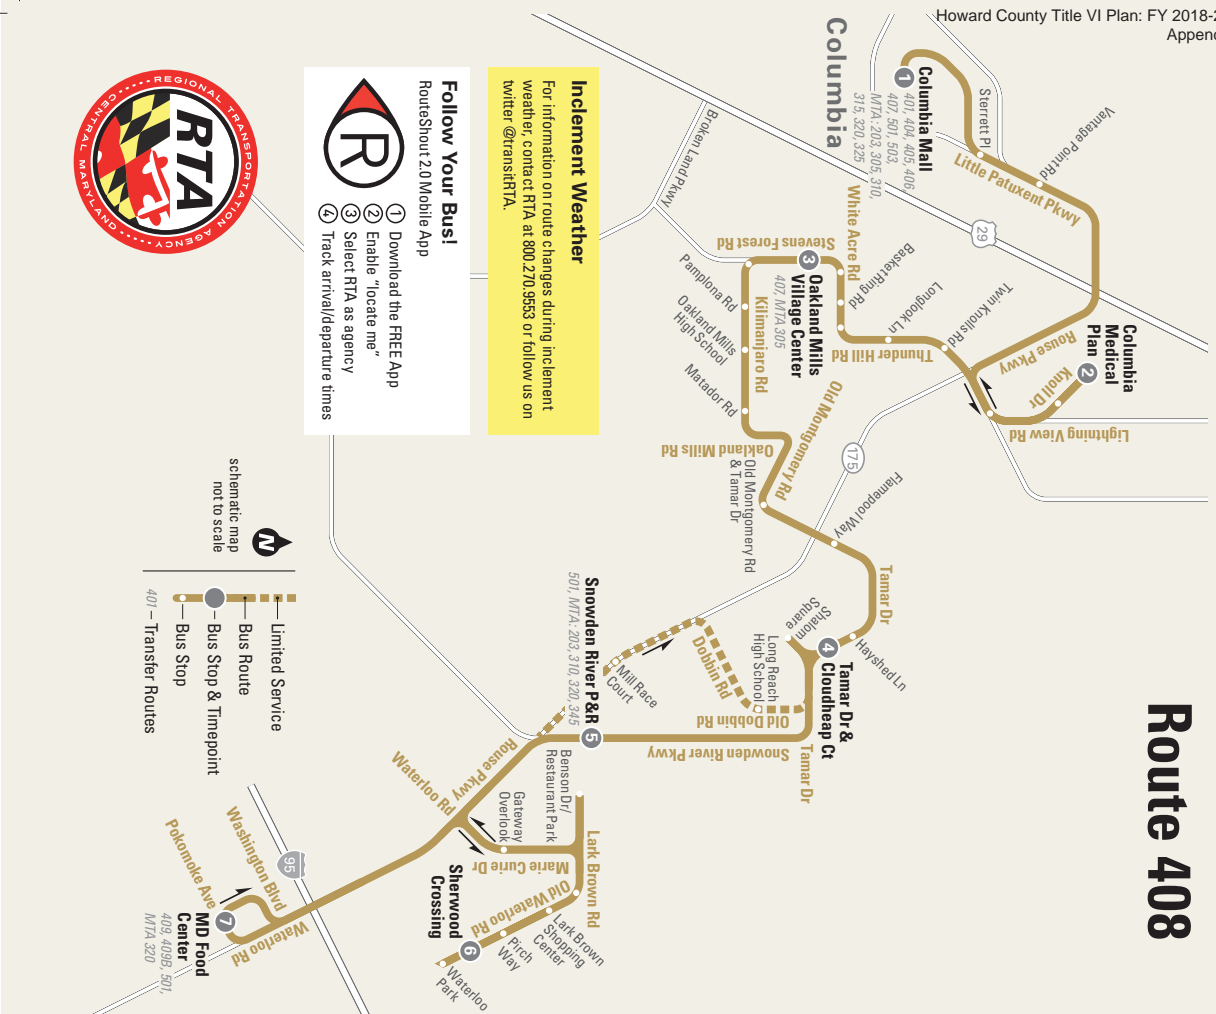 Howard County Title VI Plan: FY 2018-2
Appenc
Route 408
Columbia
1
Columbia Mall
401, 404, 405, 406,
407, 501, 503,
MTA: 203, 305, 310,
315, 320, 325
Sterrett Pl
Little Patuxent Pkwy
Vantage Point Rd
29
Broken Land Pkwy
Columbia
Medical
Plan
2
Knoll Dr
Rouse Pkwy
Lightning View Rd
Twin Knolls Rd
Longlook Ln
Thunder Hill Rd
Basket Ring Rd
White Acre Rd
Stevens Forest Rd
3
Oakland Mills
Village Center
407, MTA 305
Pamplona Rd
Kilimanjaro Rd
Oakland Mills
High School
Matador Rd
Oakland Mills Rd
Old Montgomery Rd
Old Montgomery Rd
& Tamar Dr
175
Flamepool Way
Tamar Dr
Hayshed Ln
Shalom
Square
4
Tamar Dr &
Cloudheap Ct
Long Reach
High School
Dobbin Rd
Old Dobbin Rd
Mill Race
Court
Tamar Dr
Snowden River Pkwy
Snowden River P&R
501, MTA: 203, 310, 320, 345
5
Rouse Pkwy
Waterloo Rd
Benson Dr/
Restaurant Park
Gateway
Overlook
Marie Curie Dr
Lark Brown Rd
Old Waterloo Rd
Lark Brown
Shopping
Center
Pirch
Way
Sherwood
Crossing
6
Waterloo
Park
95
Washington Blvd
Pokomoke Ave
Waterloo Rd
7
MD Food
Center
409, 409B, 501,
MTA 320
Inclement Weather
For information on route changes during inclement
weather, contact RTA at 800.270.9553 or follow us on
twitter @transitRTA.
Follow Your Bus!
RouteShout 2.0 Mobile App
R
1 Download the FREE App
2 Enable “locate me”
3 Select RTA as agency
4 Track arrival/departure times
REGIONAL TRANSPORTATION AGENCY
CENTRAL MARYLAND
RTA
schematic map
not to scale
N
Limited Service
Bus Route
Bus Stop & Timepoint
Bus Stop
401 – Transfer Routes